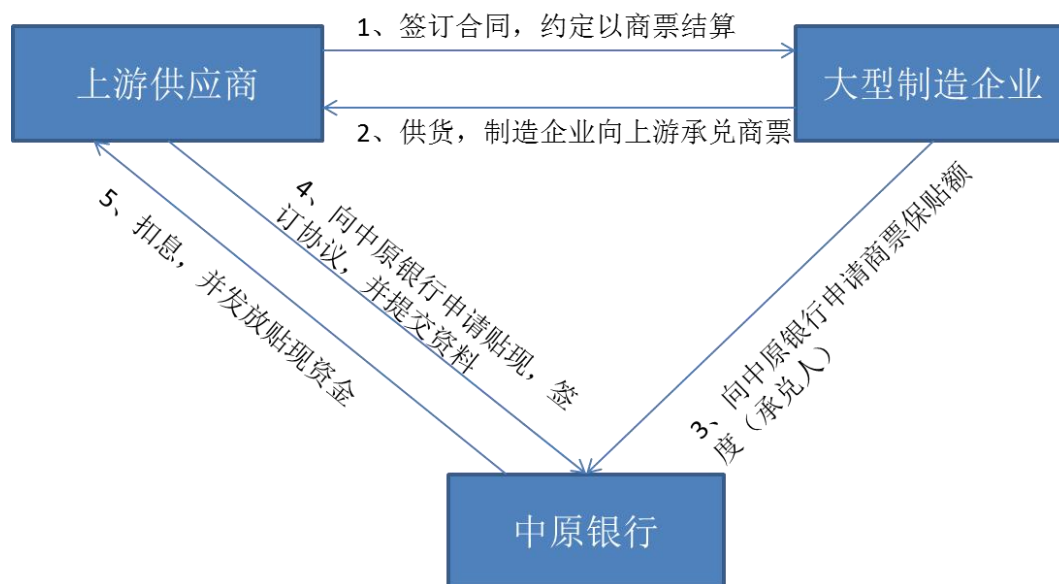 1、签订合同，约定以商票结算
上游供应商
大型制造企业
2、供货，制造企业向上游承兑商票
3、向中原银行申请商票保贴额
度（承兑人）
4、向中原银行申请贴现，签
订协议，并提交资料
5、扣息，并发放贴现资金
中原银行